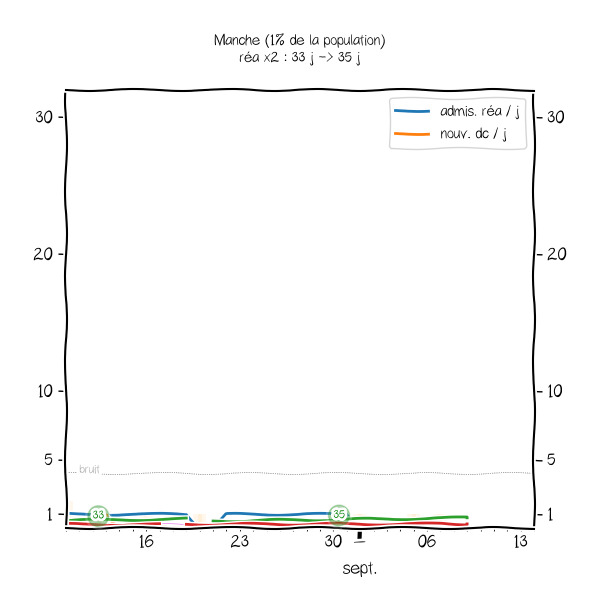 Manche (1% de la population)
réa x2 : 33 j -> 35 j
admis. réa / j
nouv. dc / j
30
30
20
20
10
10
5
5
bruit
1
33
35
1
16
23
30
06
13
sept.